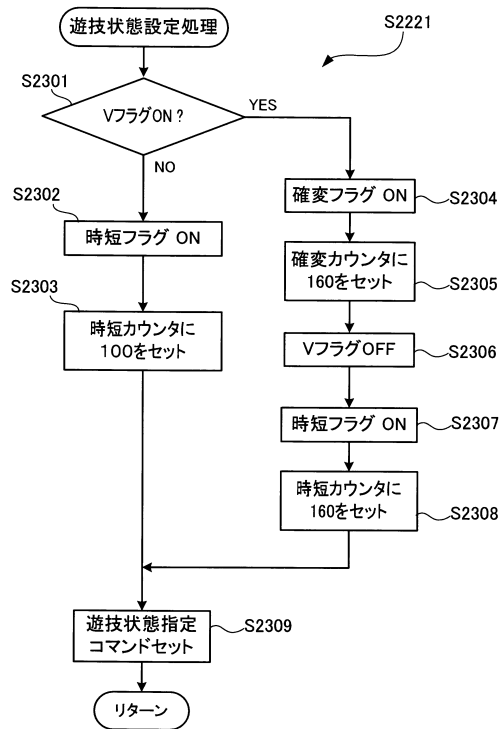 遊技状態設定処理
S2221
S2301
VフラグON?
YES
NO
S2302
時短フラグ ON
S2303
時短カウンタに
100をセット
確変フラグ ON
S2304
確変カウンタに
160をセット
S2305
VフラグOFF
S2306
時短フラグ ON
S2307
時短カウンタに
160をセット
S2308
遊技状態指定
コマンドセット
S2309
リターン